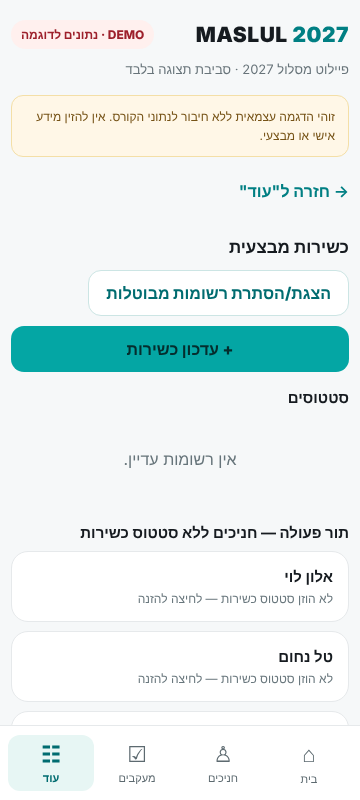 MASLUL 2027
DEMO · נתונים לדוגמה
פיילוט מסלול 2027 · סביבת תצוגה בלבד
זוהי הדגמה עצמאית ללא חיבור לנתוני הקורס. אין להזין מידע
אישי או מבצעי.
→ חזרה ל"עוד"
כשירות מבצעית
הצגת/הסתרת רשומות מבוטלות
+ עדכון כשירות
סטטוסים
אין רשומות עדיין.
תור פעולה — חניכים ללא סטטוס כשירות
אלון לוי
לא הוזן סטטוס כשירות — לחיצה להזנה
טל נחום
לא הוזן סטטוס כשירות — לחיצה להזנה
בית
חניכים
מעקבים
עוד